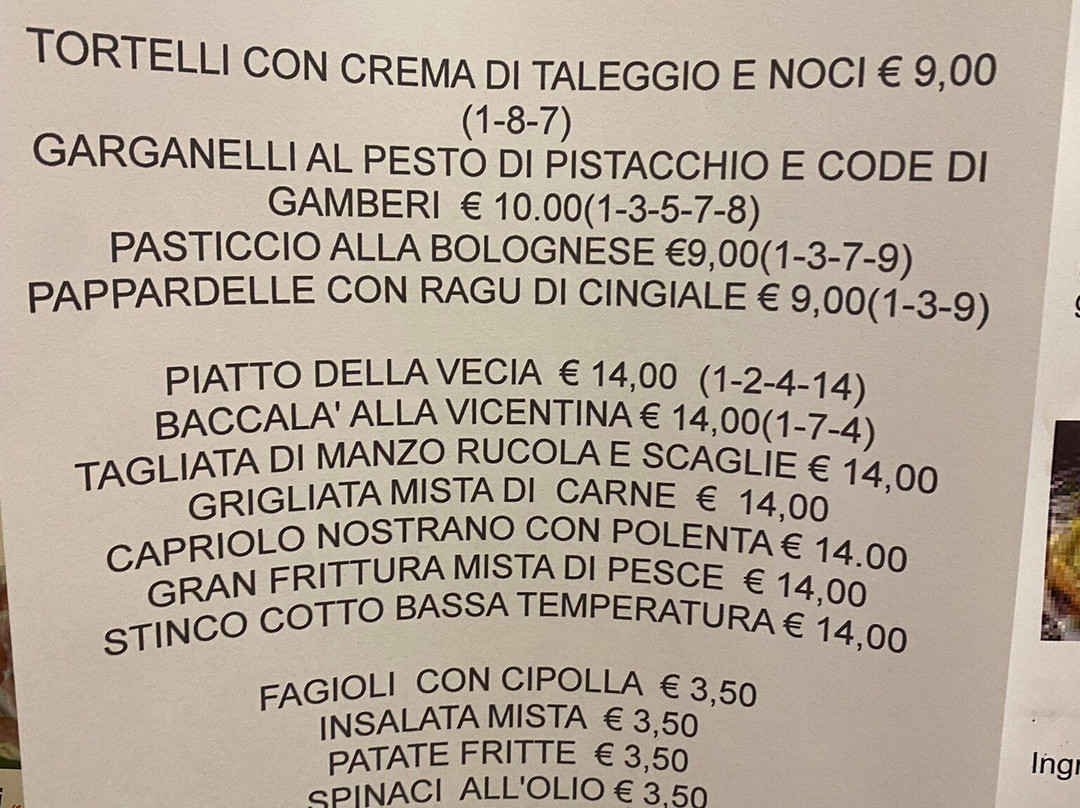 TORTELLI CON CREMA DI TALEGGIO E NOCI € 9,00
(1-8-7)
GARGANELLI AL PESTO DI PISTACCHIO E CODE DI
GAMBERI € 10.00(1-3-5-7-8)
PASTICCIO ALLA BOLOGNESE €9,00(1-3-7-9)
PAPPARDELLE CON RAGU DI CINGIALE € 9,00(1-3-9)
PIATTO DELLA VECIA € 14,00 (1-2-4-14)
BACCALA' ALLA VICENTINA € 14,00(1-7-4)
TAGLIATA DI MANZO RUCOLA E SCAGLIE € 14,00
GRIGLIATA MISTA DI CARNE € 14,00
CAPRIOLO NOSTRANO CON POLENTA € 14.00
GRAN FRITTURA MISTA DI PESCE € 14,00
STINCO COTTO BASSA TEMPERATURA € 14,00
FAGIOLI CON CIPOLLA € 3,50
INSALATA MISTA € 3,50
PATATE FRITTE € 3,50
SPINACI ALL'OLIO € 3,50